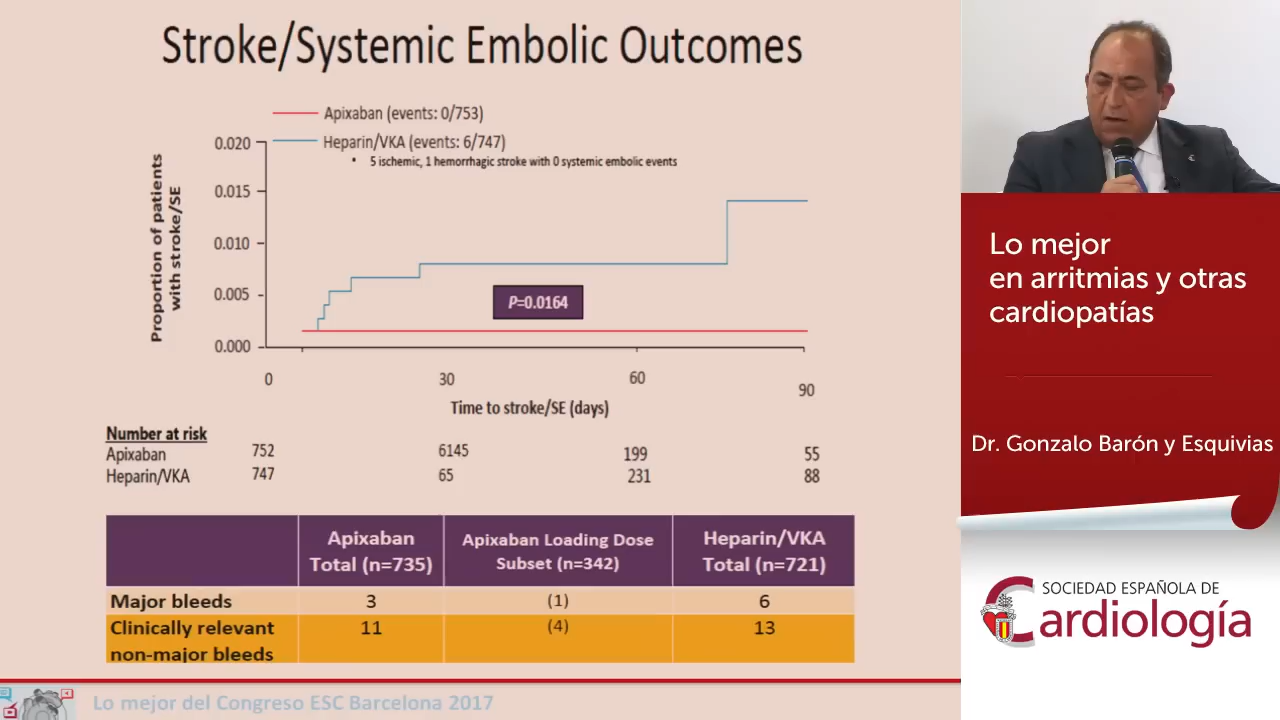 Stroke/Systemic Embolic Outcomes
Apixaban (events: 0/753)
Heparin/VKA (events: 6/747)
• 5 ischemic, 1 hemorrhagic stroke with 0 systemic embolic events
Proportion of patients
with stroke/SE
0.020
0.015
0.010
0.005
0.000
P=0.0164
0 30 60 90
Time to stroke/SE (days)
Number at risk
Apixaban 752 6145 199 55
Heparin/VKA 747 65 231 88
Apixaban Total (n=735) Apixaban Loading Dose Subset (n=342) Heparin/VKA Total (n=721)
Major bleeds 3 (1) 6
Clinically relevant 11 (4) 13
non-major bleeds
Lo mejor del Congreso ESC Barcelona 2017
Lo mejor
en arritmias y otras
cardiopatías
Dr. Gonzalo Barón y Esquivias
SOCIEDAD ESPAÑOLA DE
Cardiología